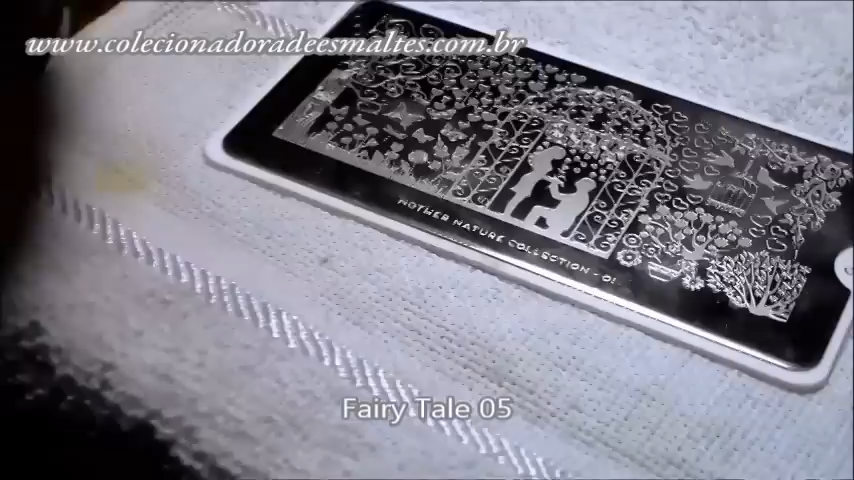 www.colecionadoradeesmaltes.com.br
MOTHER NATURE COLLECTION - 01
Fairy Tale 05